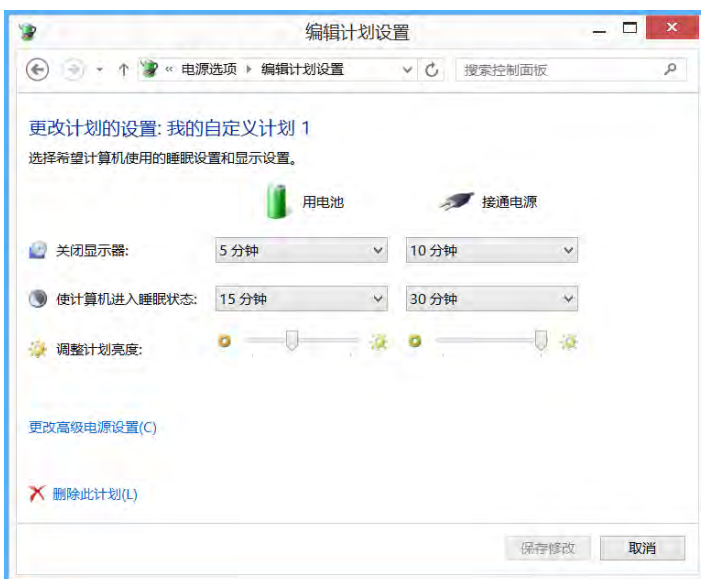 编辑计划设置
« 电源选项 ▸ 编辑计划设置 搜索控制面板
更改计划的设置: 我的自定义计划 1
选择希望计算机使用的睡眠设置和显示设置。
用电池 接通电源
关闭显示器: 5 分钟 10 分钟
使计算机进入睡眠状态: 15 分钟 30 分钟
调整计划亮度:
更改高级电源设置(C)
删除此计划(L)
保存修改 取消